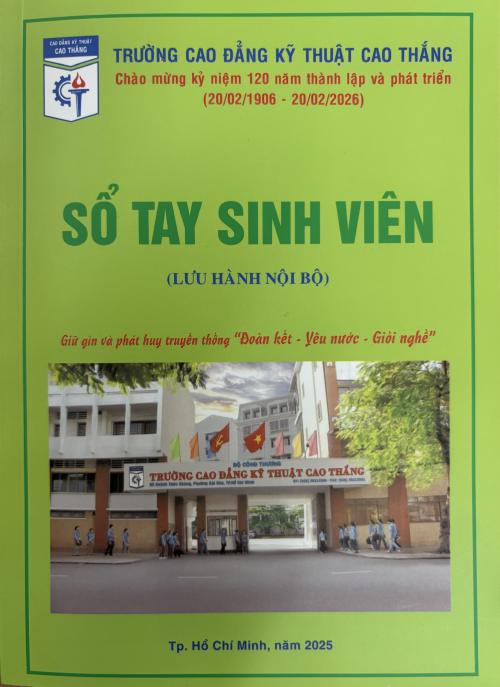 CAO ĐẲNG KỸ THUẬT
CAO THẮNG
TRƯỜNG CAO ĐẲNG KỸ THUẬT CAO THẮNG
Chào mừng kỷ niệm 120 năm thành lập và phát triển
(20/02/1906 - 20/02/2026)
SỔ TAY SINH VIÊN
(LƯU HÀNH NỘI BỘ)
Giữ gìn và phát huy truyền thống "Đoàn kết - Yêu nước - Giỏi nghề"
BỘ CÔNG THƯƠNG
TRƯỜNG CAO ĐẲNG KỸ THUẬT CAO THẮNG
Tp. Hồ Chí Minh, năm 2025